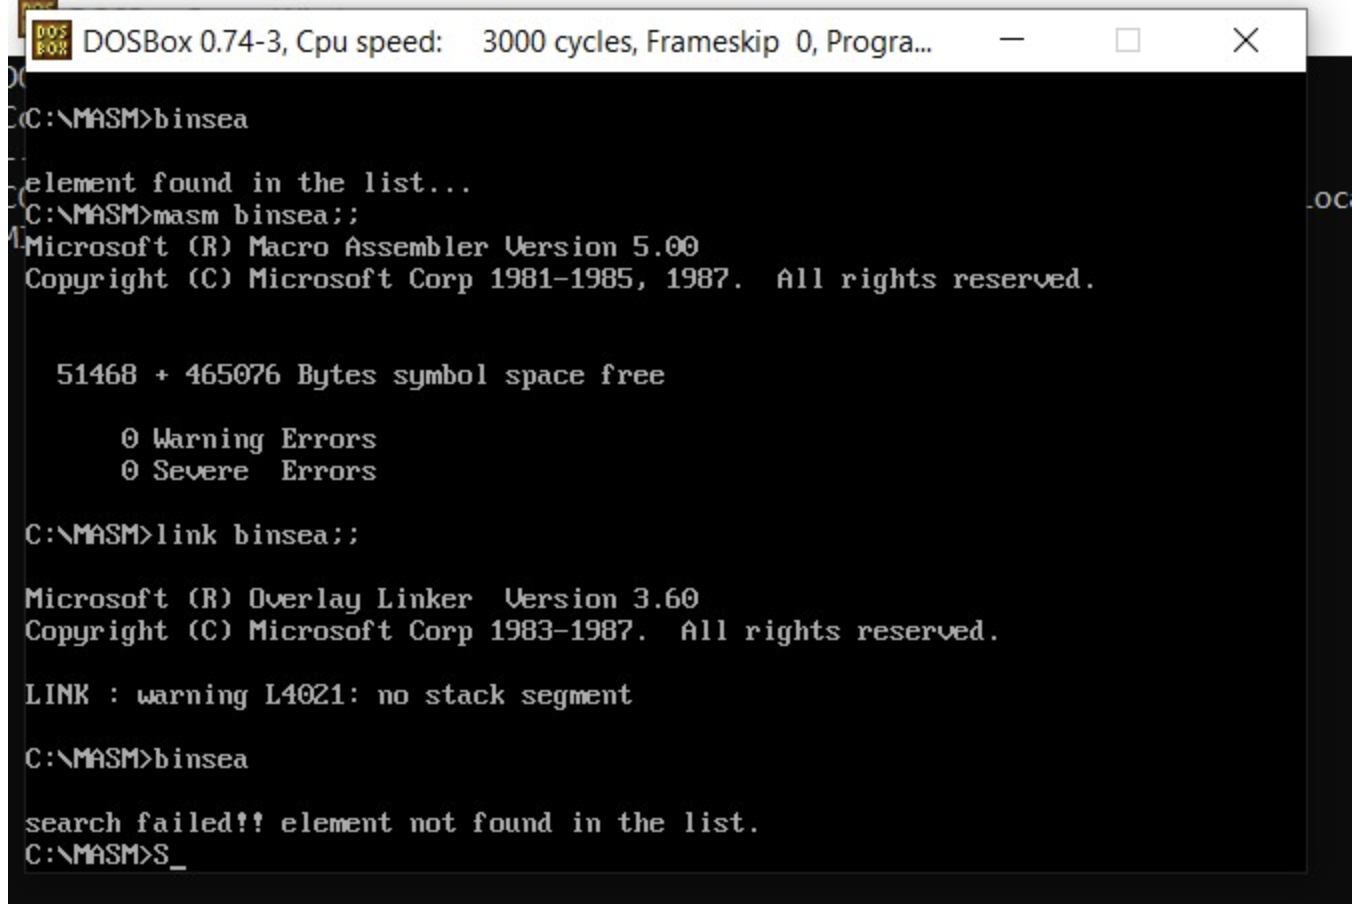 DOS
BOX
DOSBox 0.74-3, Cpu speed: 3000 cycles, Frameskip 0, Progra...
C:\MASM>binsea
element found in the list...
C:\MASM>masm binsea;;
Microsoft (R) Macro Assembler Version 5.00
Copyright (C) Microsoft Corp 1981-1985, 1987. All rights reserved.
51468 + 465076 Bytes symbol space free
0 Warning Errors
0 Severe Errors
C:\MASM>link binsea;;
Microsoft (R) Overlay Linker Version 3.60
Copyright (C) Microsoft Corp 1983-1987. All rights reserved.
LINK : warning L4021: no stack segment
C:\MASM>binsea
search failed!! element not found in the list.
C:\MASM>S_